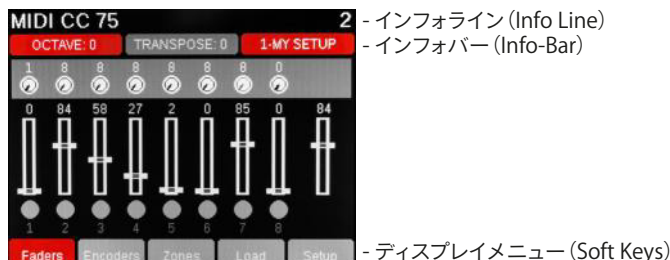 MIDI CC 75 2 - インフォライン（Info Line）
OCTAVE: 0 TRANSPOSE: 0 1-MY SETUP - インフォバー（Info-Bar）
1 8 8 8 8 8 8 0
0 84 58 27 2 0 85 0 84
1 2 3 4 5 6 7 8
Faders Encoders Zones Load Setup - ディスプレイメニュー（Soft Keys）